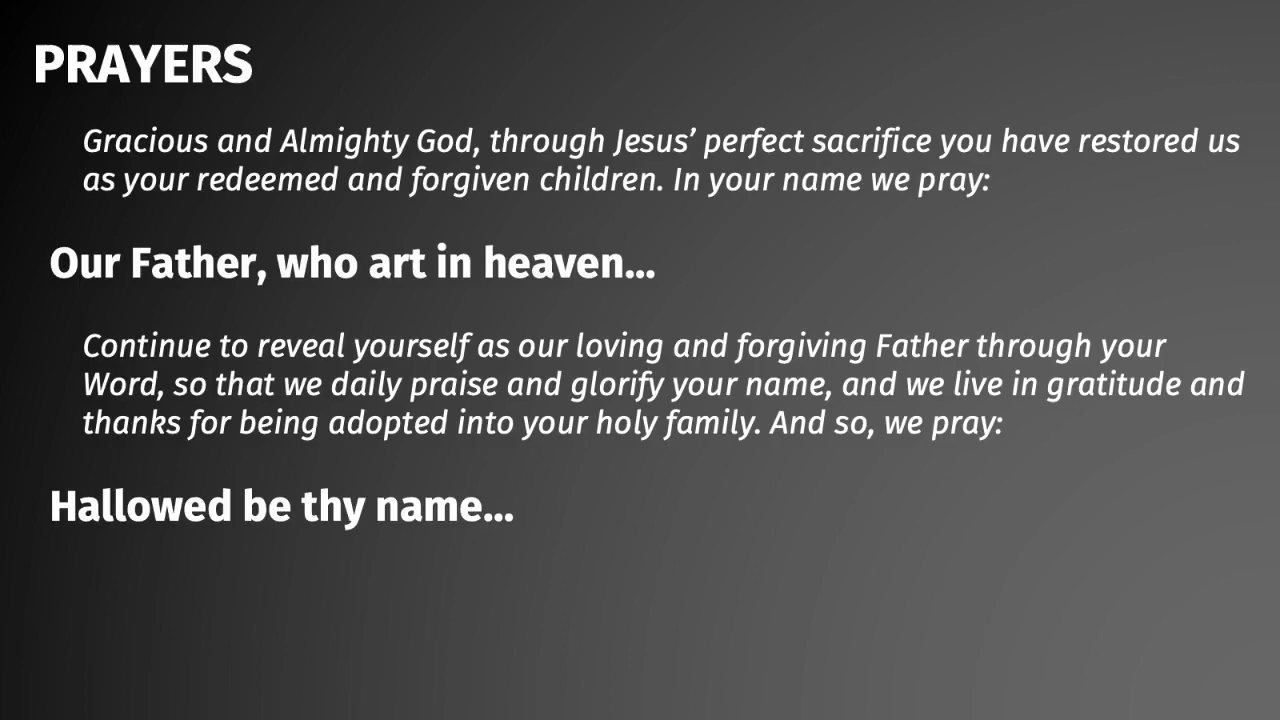 PRAYERS
Gracious and Almighty God, through Jesus’ perfect sacrifice you have restored us
as your redeemed and forgiven children. In your name we pray:
Our Father, who art in heaven...
Continue to reveal yourself as our loving and forgiving Father through your
Word, so that we daily praise and glorify your name, and we live in gratitude and
thanks for being adopted into your holy family. And so, we pray:
Hallowed be thy name...